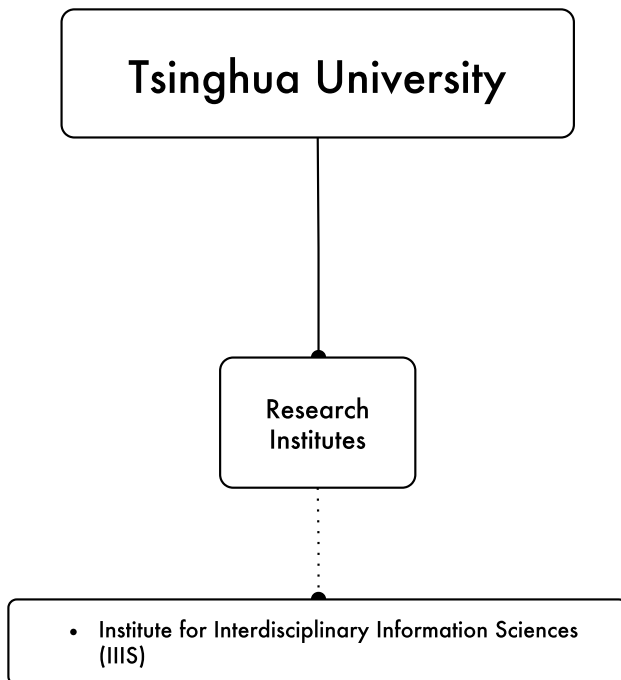 Tsinghua University
Research
Institutes
• Institute for Interdisciplinary Information Sciences
(IIIS)